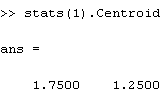 >> stats(1).Centroid
ans =
1.7500    1.2500